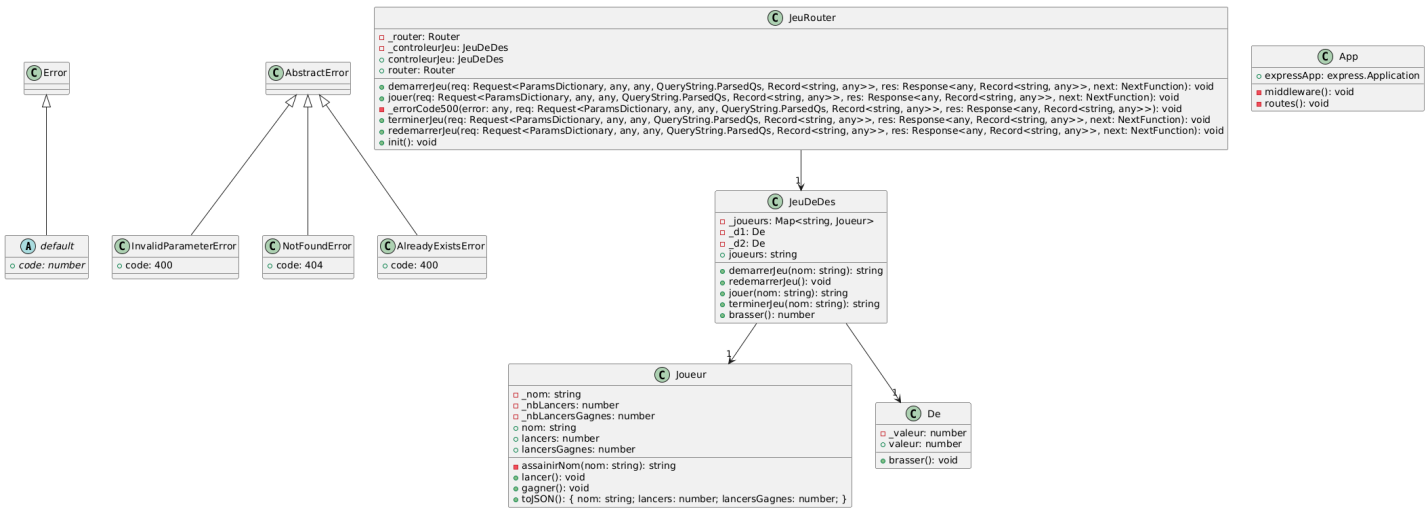 C JeuRouter
_router: Router
_controleurJeu: JeuDeDes
controleurJeu: JeuDeDes
router: Router
demarrerJeu(req: Request<ParamsDictionary, any, any, QueryString.ParsedQs, Record<string, any>>, res: Response<any, Record<string, any>>, next: NextFunction): void
jouer(req: Request<ParamsDictionary, any, any, QueryString.ParsedQs, Record<string, any>>, res: Response<any, Record<string, any>>, next: NextFunction): void
_errorCode500(error: any, req: Request<ParamsDictionary, any, any, QueryString.ParsedQs, Record<string, any>>, res: Response<any, Record<string, any>>): void
terminerJeu(req: Request<ParamsDictionary, any, any, QueryString.ParsedQs, Record<string, any>>, res: Response<any, Record<string, any>>, next: NextFunction): void
redemarrerJeu(req: Request<ParamsDictionary, any, any, QueryString.ParsedQs, Record<string, any>>, res: Response<any, Record<string, any>>, next: NextFunction): void
init(): void
C Error
C AbstractError
C App
expressApp: express.Application
middleware(): void
routes(): void
1
A default
code: number
C InvalidParameterError
code: 400
C NotFoundError
code: 404
C AlreadyExistsError
code: 400
C JeuDeDes
_joueurs: Map<string, Joueur>
_d1: De
_d2: De
joueurs: string
demarrerJeu(nom: string): string
redemarrerJeu(): void
jouer(nom: string): string
terminerJeu(nom: string): string
brasser(): number
1
1
C Joueur
_nom: string
_nbLancers: number
_nbLancersGagnes: number
nom: string
lancers: number
lancersGagnes: number
assainirNom(nom: string): string
lancer(): void
gagner(): void
toJSON(): { nom: string; lancers: number; lancersGagnes: number; }
C De
_valeur: number
valeur: number
brasser(): void